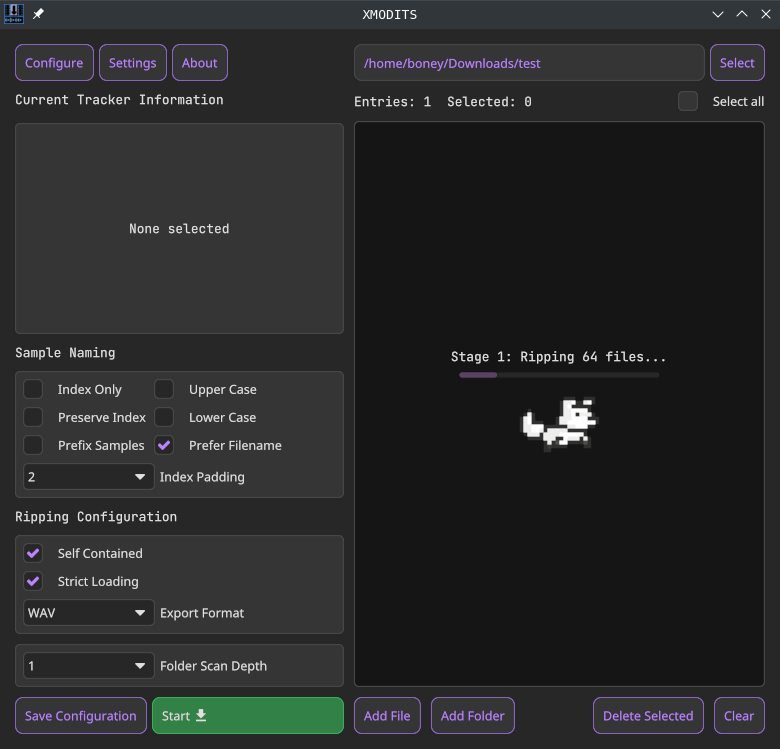 XMODITS
Configure Settings About
/home/boney/Downloads/test Select
Current Tracker Information
Entries: 1 Selected: 0 Select all
None selected
Stage 1: Ripping 64 files...
Sample Naming
Index Only Upper Case
Preserve Index Lower Case
Prefix Samples Prefer Filename
2 Index Padding
Ripping Configuration
Self Contained
Strict Loading
WAV Export Format
1 Folder Scan Depth
Save Configuration Start
Add File Add Folder Delete Selected Clear